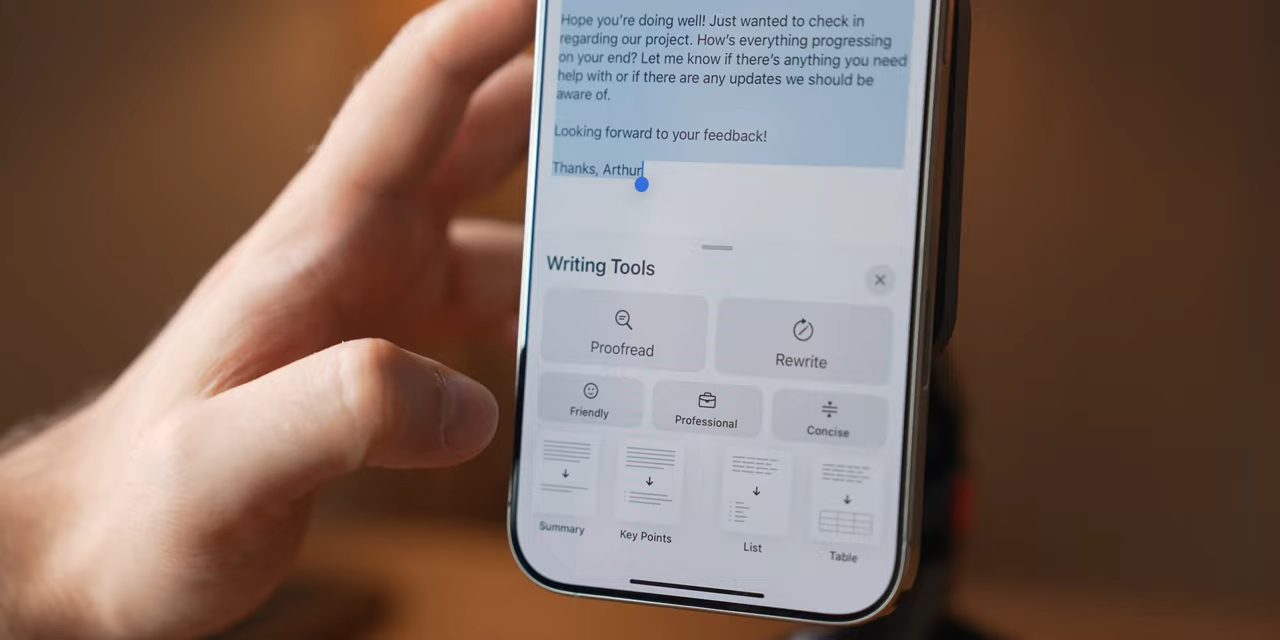 Hope you're doing well! Just wanted to check in
regarding our project. How's everything progressing
on your end? Let me know if there's anything you need
help with or if there are any updates we should be
aware of.
Looking forward to your feedback!
Thanks, Arthur
Writing Tools
Proofread
Rewrite
Friendly
Professional
Concise
Summary
Key Points
List
Table